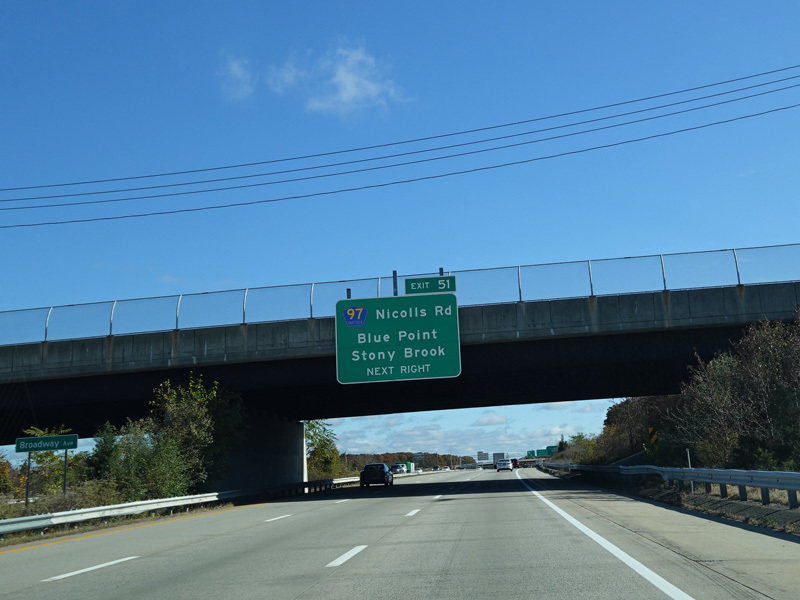 EXIT 51
97 Nicolls Rd
Blue Point
Stony Brook
NEXT RIGHT
Broadway Ave